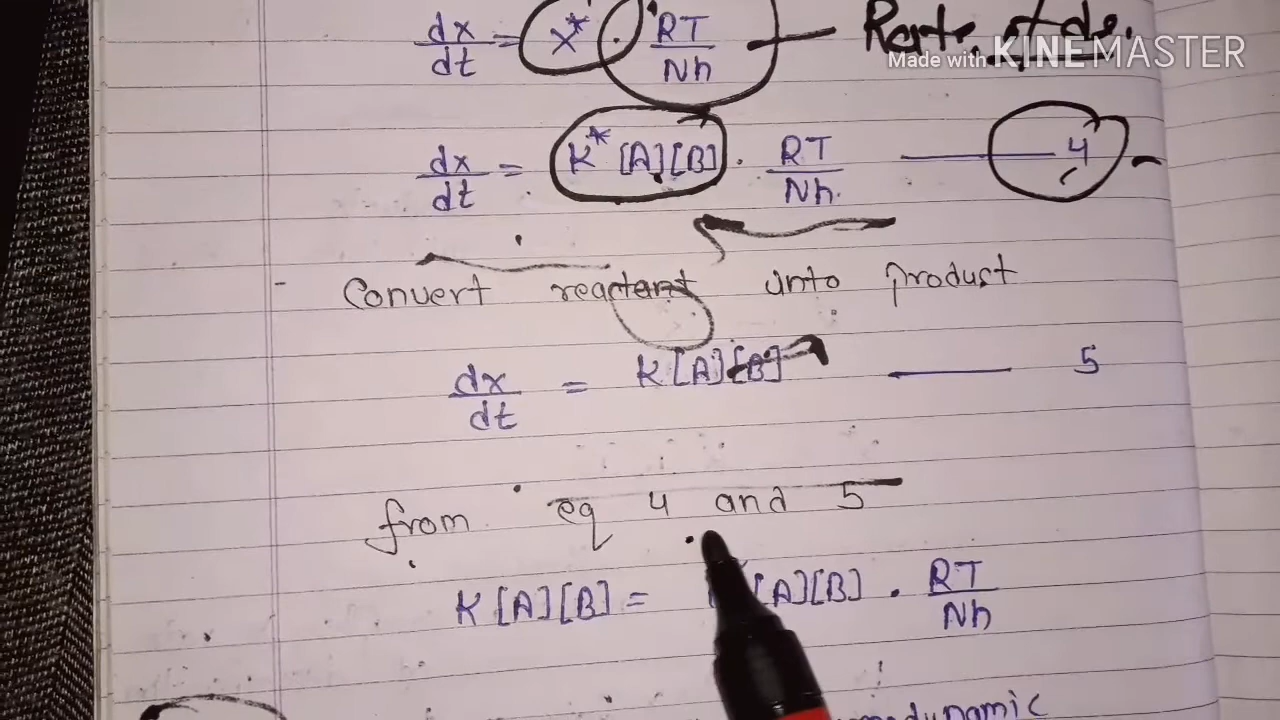 dx/dt = X* . RT/Nh — Rate of de.
Made with KINEMASTER
dx/dt = K* [A][B] . RT/Nh. — 4
- Convert reactant unto product
dx/dt = K[A][B] — 5
from eq 4 and 5
K[A][B] = [A][B] . RT/Nh